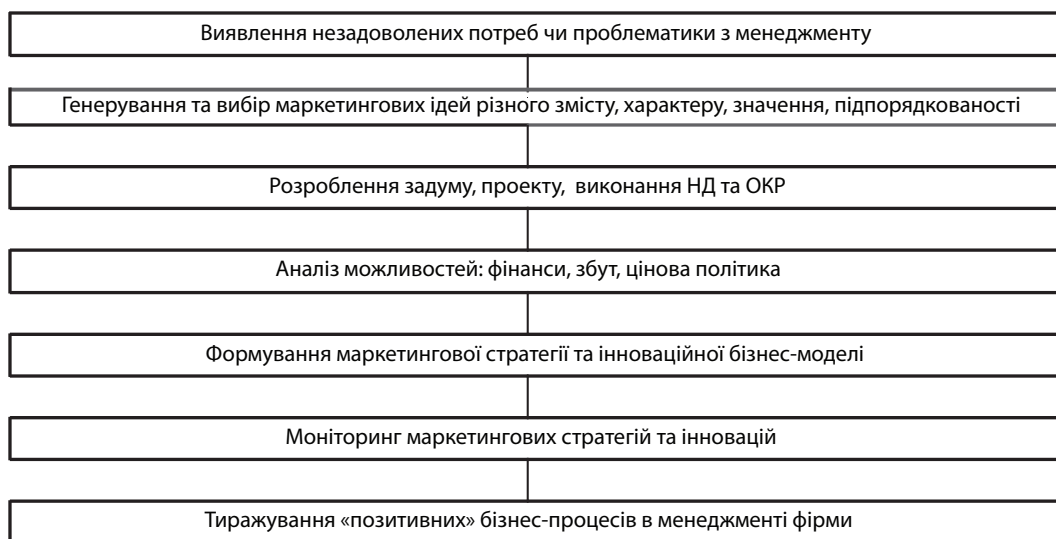 Виявлення незадоволених потреб чи проблематики з менеджменту
Генерування та вибір маркетингових ідей різного змісту, характеру, значення, підпорядкованості
Розроблення задуму, проекту, виконання НД та ОКР
Аналіз можливостей: фінанси, збут, цінова політика
Формування маркетингової стратегії та інноваційної бізнес-моделі
Моніторинг маркетингових стратегій та інновацій
Тиражування «позитивних» бізнес-процесів в менеджменті фірми